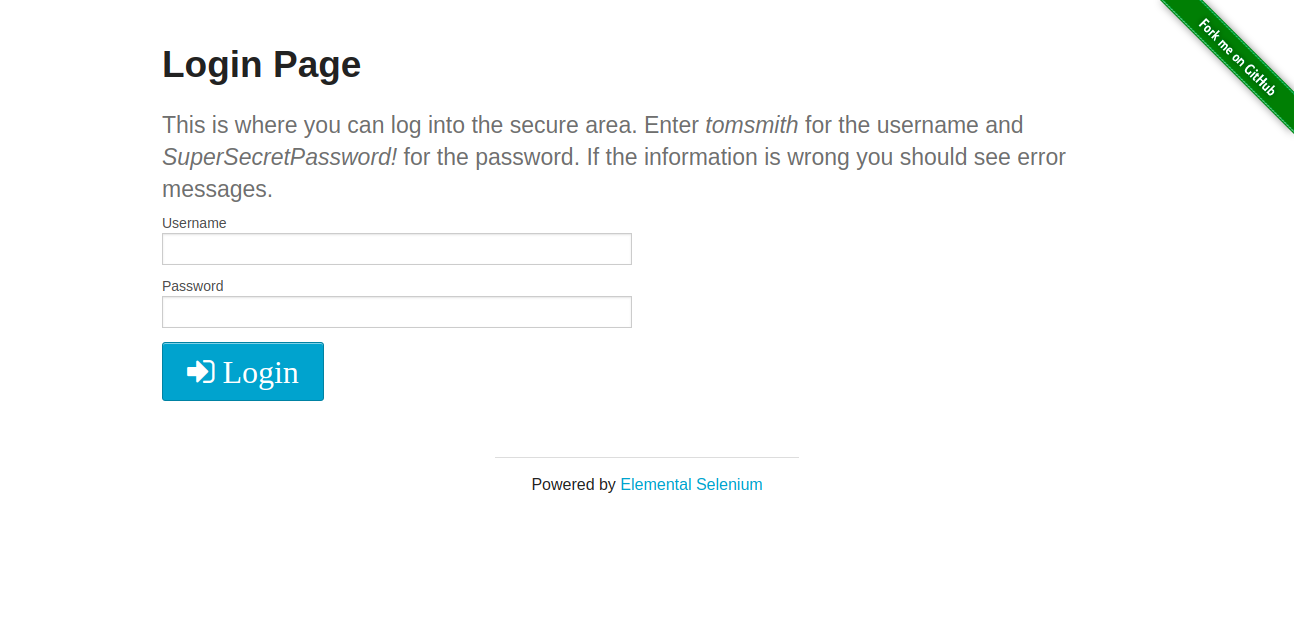 Fork me on GitHub
Login Page
This is where you can log into the secure area. Enter tomsmith for the username and
SuperSecretPassword! for the password. If the information is wrong you should see error
messages.
Username
Password
Login
Powered by Elemental Selenium